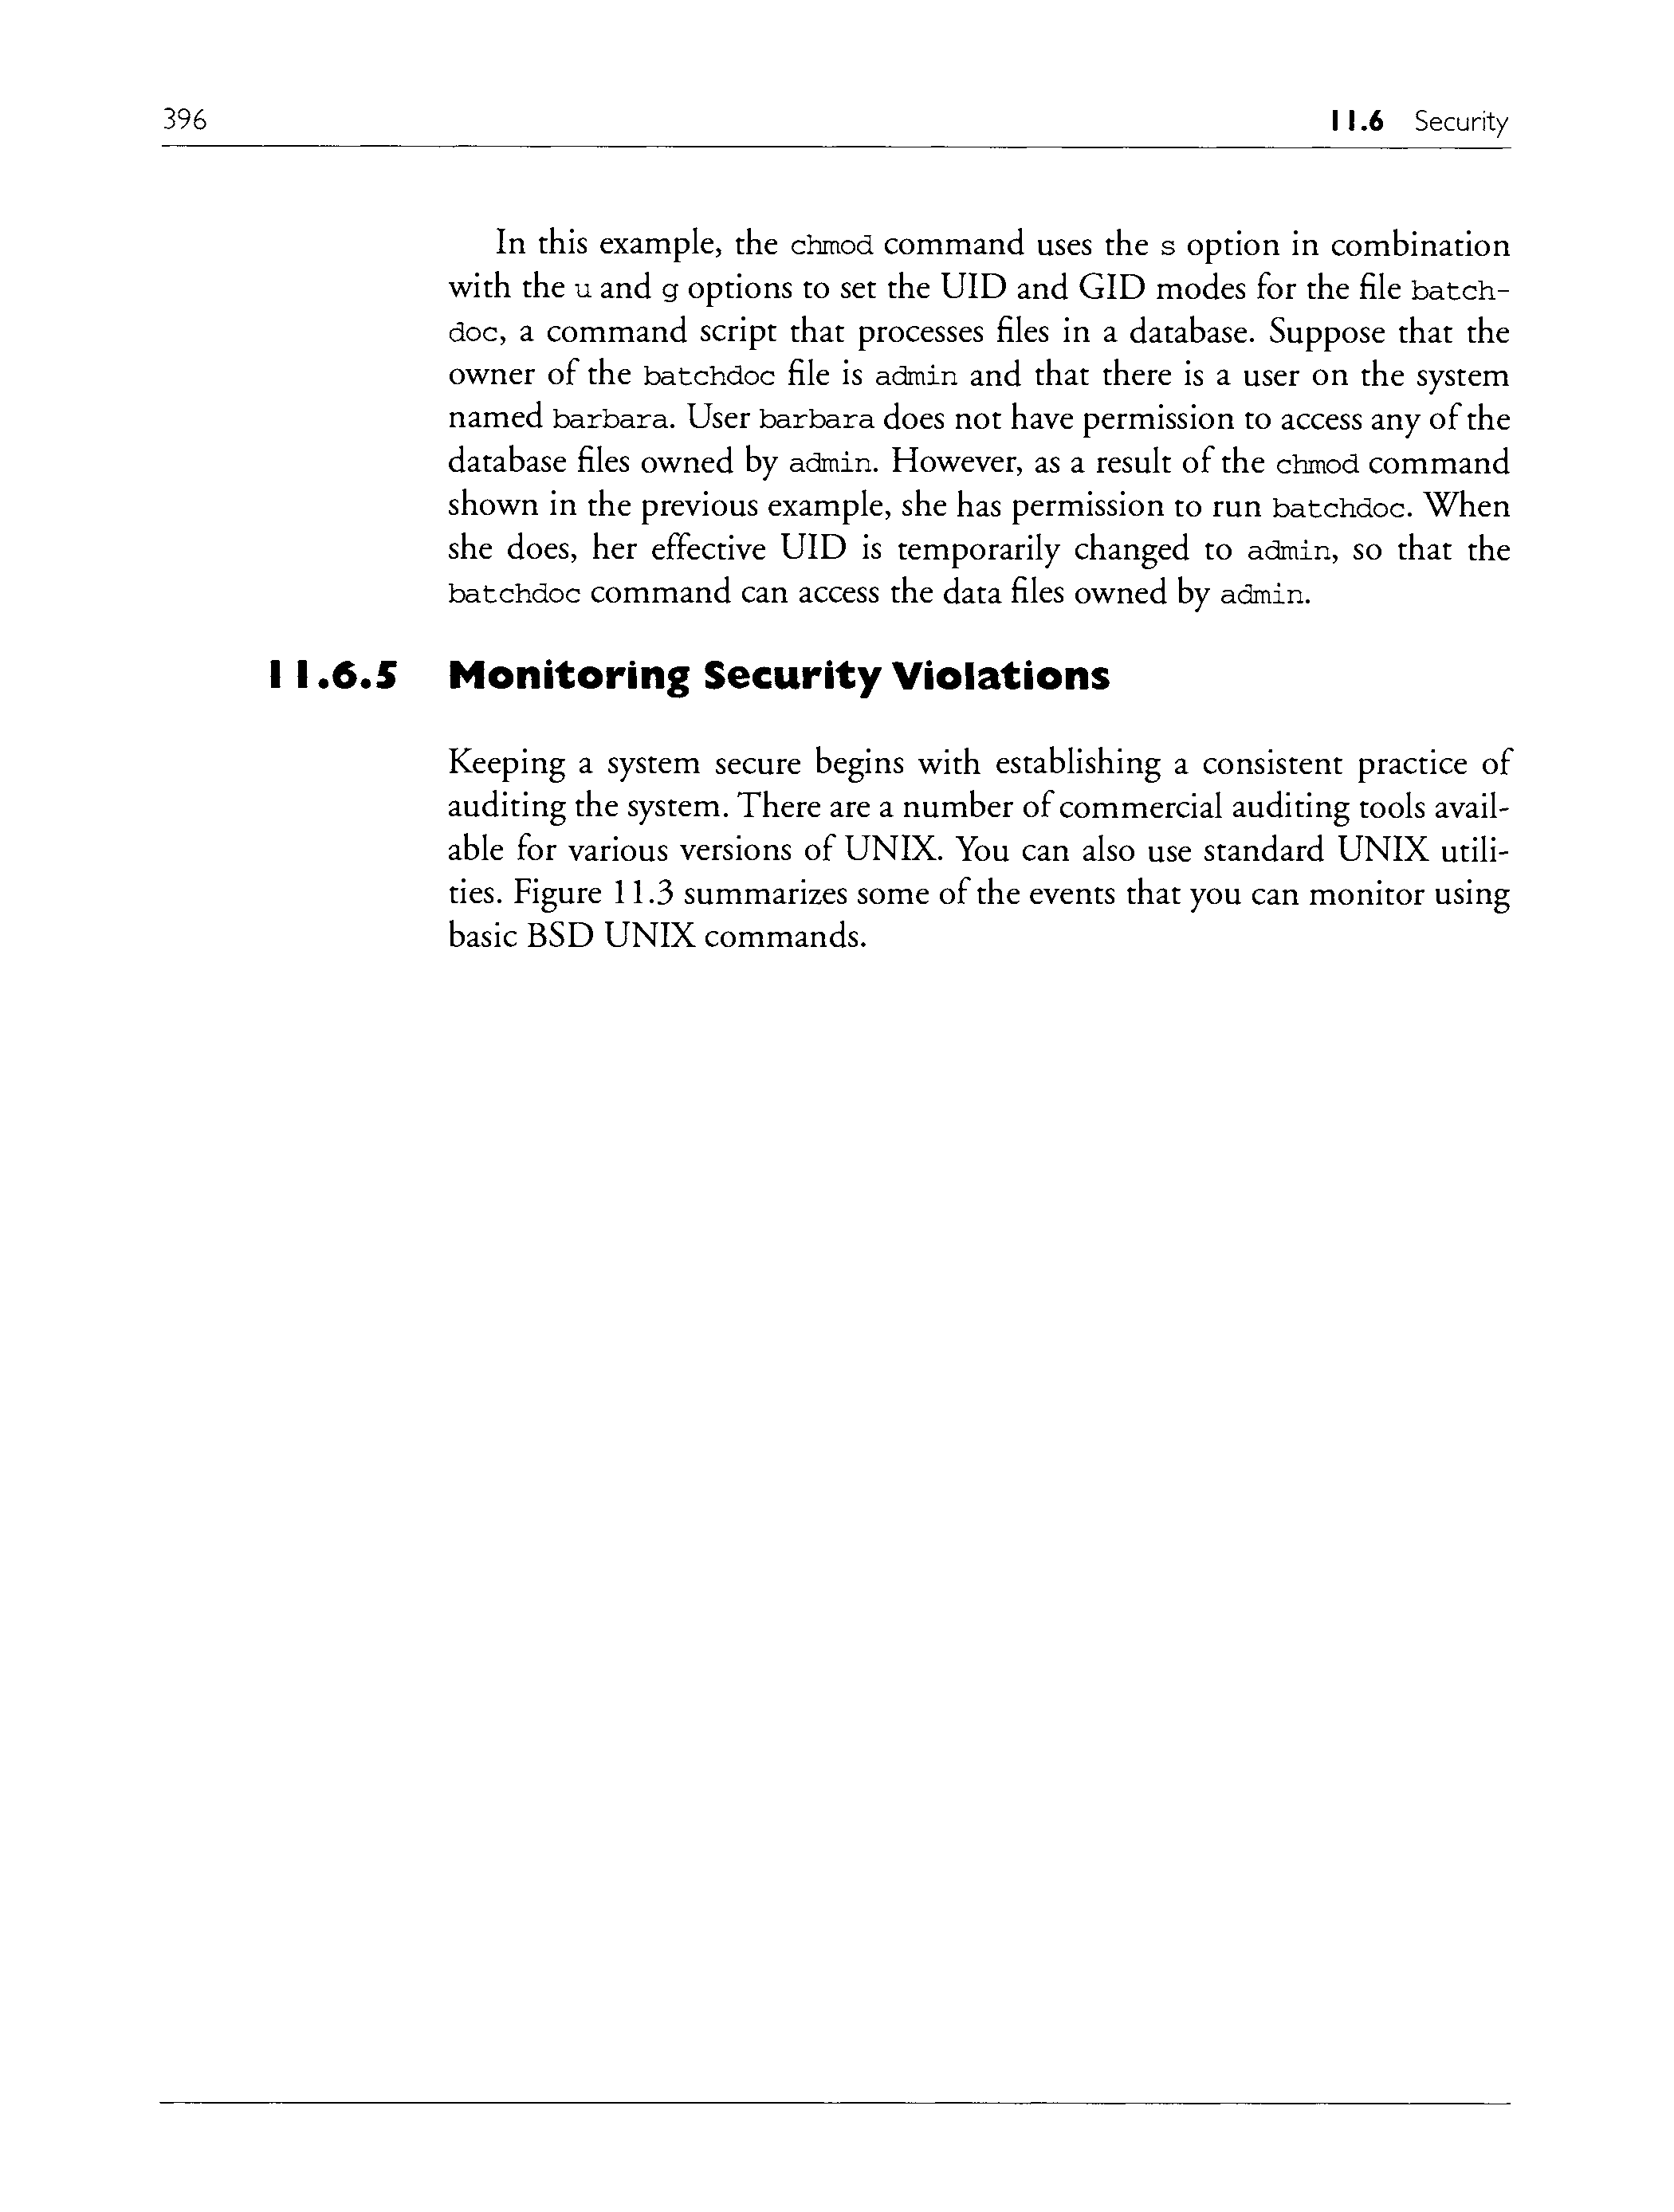 396
11.6 Security
In this example, the chmod command uses the s option in combination
with the u and g options to set the UID and GID modes for the file batch-
doc, a command script that processes files in a database. Suppose that the
owner of the batchdoc file is admin and that there is a user on the system
named barbara. User barbara does not have permission to access any of the
database files owned by admin. However, as a result of the chmod command
shown in the previous example, she has permission to run batchdoc. When
she does, her effective UID is temporarily changed to admin, so that the
batchdoc command can access the data files owned by admin.
11.6.5 Monitoring Security Violations
Keeping a system secure begins with establishing a consistent practice of
auditing the system. There are a number of commercial auditing tools avail-
able for various versions of UNIX. You can also use standard UNIX utili-
ties. Figure 11.3 summarizes some of the events that you can monitor using
basic BSD UNIX commands.